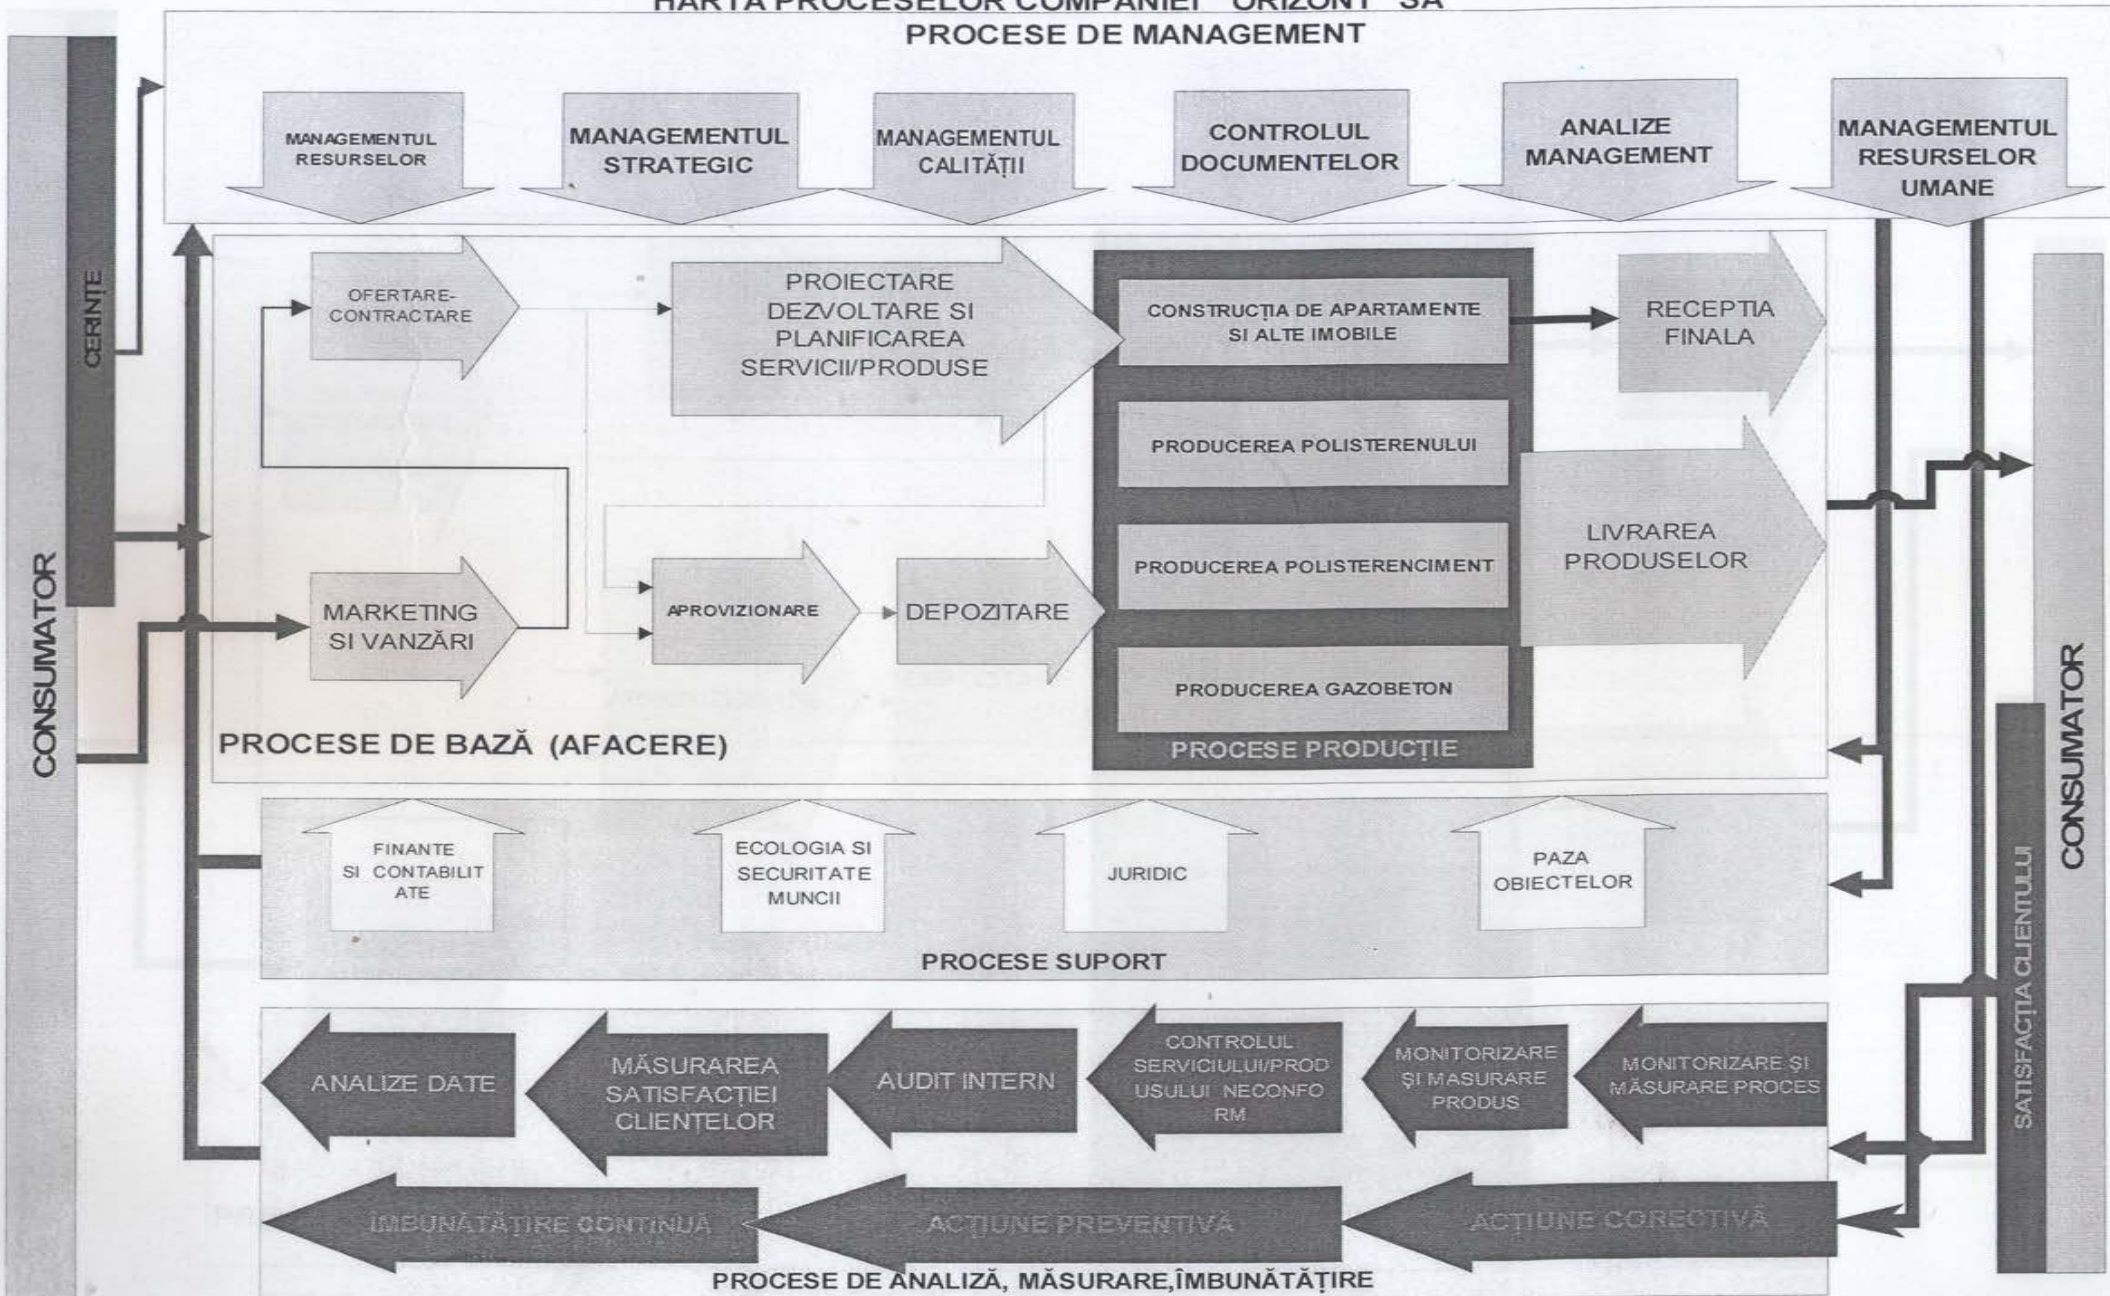 HARTA PROCESELOR COMPANIEI "ORIZONT" SA
PROCESE DE MANAGEMENT
MANAGEMENTUL
RESURSELOR
MANAGEMENTUL
STRATEGIC
MANAGEMENTUL
CALITĂȚII
CONTROLUL
DOCUMENTELOR
ANALIZE
MANAGEMENT
MANAGEMENTUL
RESURSELOR
UMANE
CONSUMATOR
CERINȚE
OFERTARE-
CONTRACTARE
PROIECTARE
DEZVOLTARE SI
PLANIFICAREA
SERVICII/PRODUSE
CONSTRUCȚIA DE APARTAMENTE
SI ALTE IMOBILE
RECEPTIA
FINALA
PRODUCEREA POLISTERENULUI
MARKETING
SI VANZĂRI
APROVIZIONARE
DEPOZITARE
PRODUCEREA POLISTERENCIMENT
LIVRAREA
PRODUSELOR
PRODUCEREA GAZOBETON
PROCESE DE BAZĂ (AFACERE)
PROCESE PRODUCȚIE
CONSUMATOR
SATISFACȚIA CLIENTULUI
FINANTE
SI CONTABILIT
ATE
ECOLOGIA SI
SECURITATE
MUNCII
JURIDIC
PAZA
OBIECTELOR
PROCESE SUPORT
ANALIZE DATE
MĂSURAREA
SATISFACȚIEI
CLIENȚELOR
AUDIT INTERN
CONTROLUL
SERVICIULUI/PROD
USULUI NECONFO
RM
MONITORIZARE
ȘI MASURARE
PRODUS
MONITORIZARE ȘI
MĂSURARE PROCES
ÎMBUNĂTĂȚIRE CONTINUĂ
ACȚIUNE PREVENTIVĂ
ACȚIUNE CORECTIVĂ
PROCESE DE ANALIZĂ, MĂSURARE,ÎMBUNĂTĂȚIRE